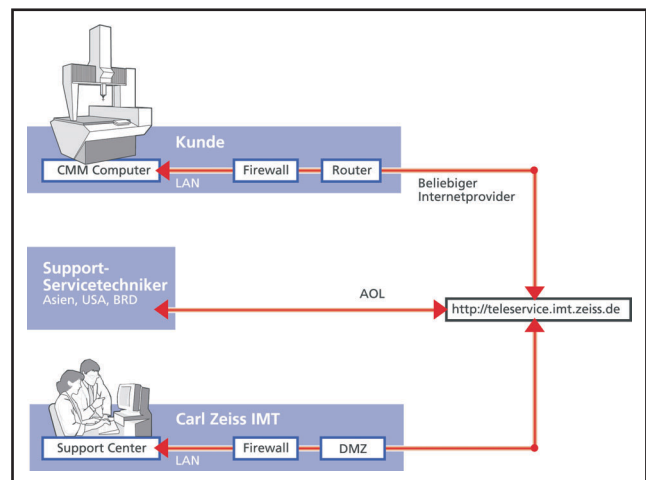 Kunde
CMM Computer
Firewall
Router
LAN
Beliebiger
Internetprovider
Support-
Servicetechniker
Asien, USA, BRD
AOL
http://teleservice.imt.zeiss.de
Carl Zeiss IMT
Support Center
Firewall
DMZ
LAN